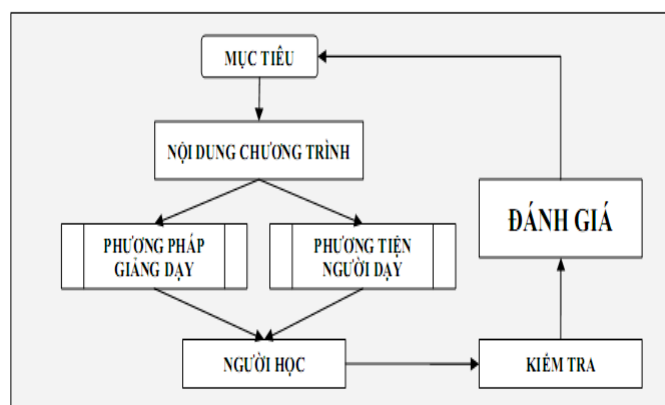 MỤC TIÊU
NỘI DUNG CHƯƠNG TRÌNH
PHƯƠNG PHÁP
GIẢNG DẠY
PHƯƠNG TIỆN
NGƯỜI DẠY
ĐÁNH GIÁ
NGƯỜI HỌC
KIỂM TRA